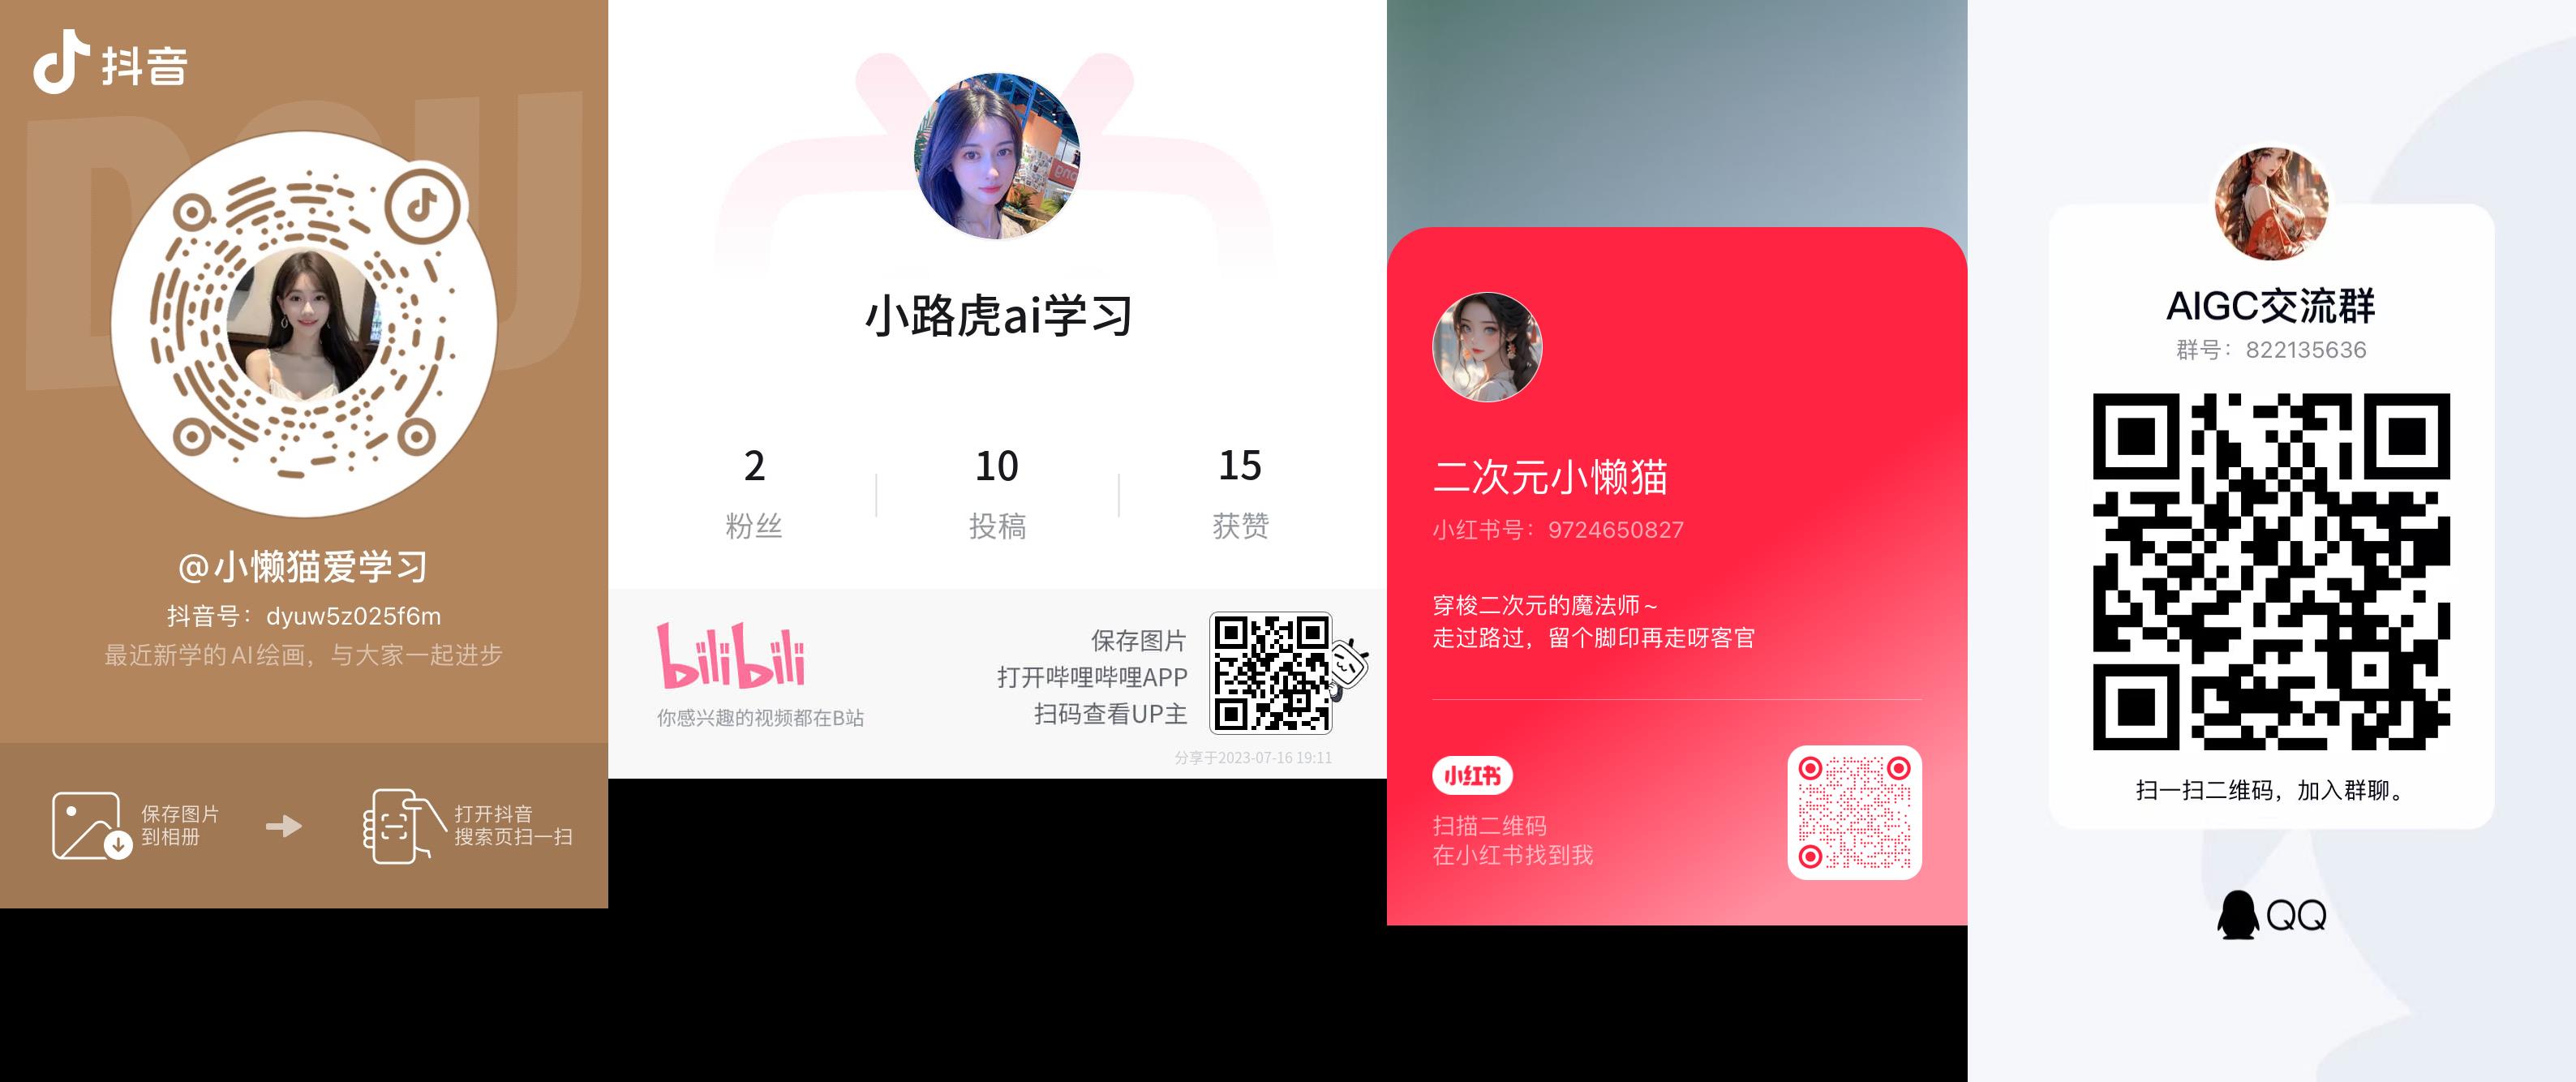 抖音
@小懒猫爱学习
抖音号：dyuw5z025f6m
最近新学的AI绘画，与大家一起进步
保存图片
到相册
打开抖音
搜索页扫一扫
小路虎ai学习
2
粉丝
10
投稿
15
获赞
bilibili
你感兴趣的视频都在B站
保存图片
打开哔哩哔哩APP
扫码查看UP主
分享于2023-07-16 19:11
二次元小懒猫
小红书号：9724650827
穿梭二次元的魔法师～
走过路过，留个脚印再走呀客官
小红书
扫描二维码
在小红书找到我
AIGC交流群
群号：822135636
扫一扫二维码，加入群聊。
QQ